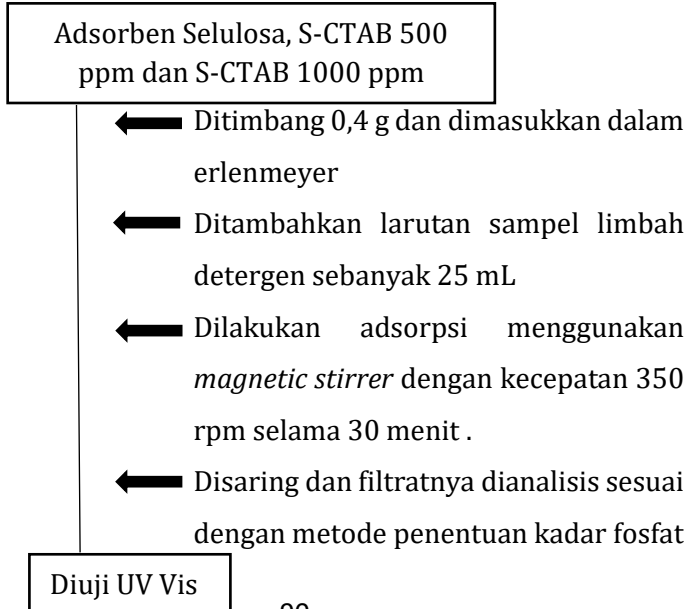 Adsorben Selulosa, S-CTAB 500
ppm dan S-CTAB 1000 ppm
Ditimbang 0,4 g dan dimasukkan dalam
erlenmeyer
Ditambahkan larutan sampel limbah
detergen sebanyak 25 mL
Dilakukan adsorpsi menggunakan
magnetic stirrer dengan kecepatan 350
rpm selama 30 menit .
Disaring dan filtratnya dianalisis sesuai
dengan metode penentuan kadar fosfat
Diuji UV Vis